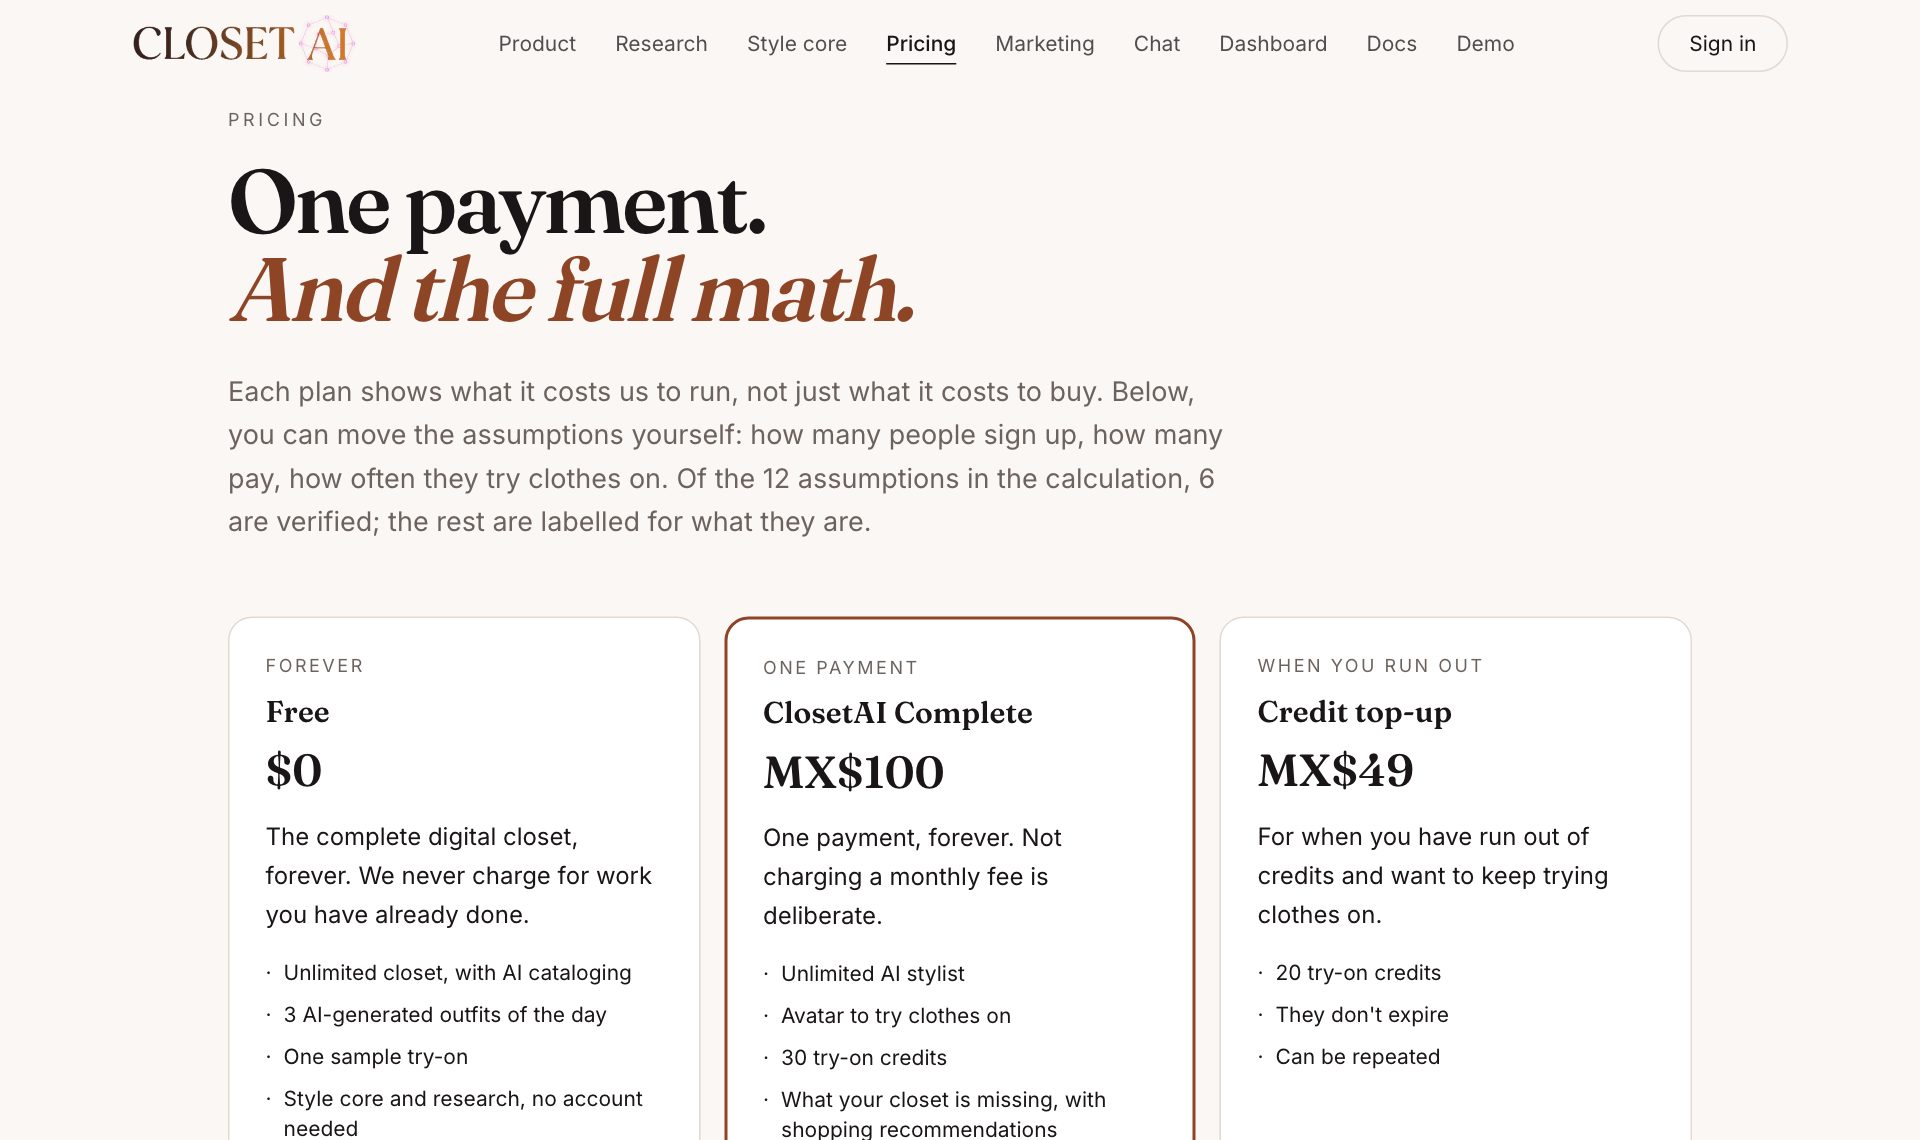 CLOSET AI
Product
Research
Style core
Pricing
Marketing
Chat
Dashboard
Docs
Demo
Sign in
PRICING
One payment.
And the full math.
Each plan shows what it costs us to run, not just what it costs to buy. Below,
you can move the assumptions yourself: how many people sign up, how many
pay, how often they try clothes on. Of the 12 assumptions in the calculation, 6
are verified; the rest are labelled for what they are.
FOREVER
Free
$0
The complete digital closet,
forever. We never charge for work
you have already done.
· Unlimited closet, with AI cataloging
· 3 AI-generated outfits of the day
· One sample try-on
· Style core and research, no account
needed
ONE PAYMENT
ClosetAI Complete
MX$100
One payment, forever. Not
charging a monthly fee is
deliberate.
· Unlimited AI stylist
· Avatar to try clothes on
· 30 try-on credits
· What your closet is missing, with
shopping recommendations
WHEN YOU RUN OUT
Credit top-up
MX$49
For when you have run out of
credits and want to keep trying
clothes on.
· 20 try-on credits
· They don't expire
· Can be repeated